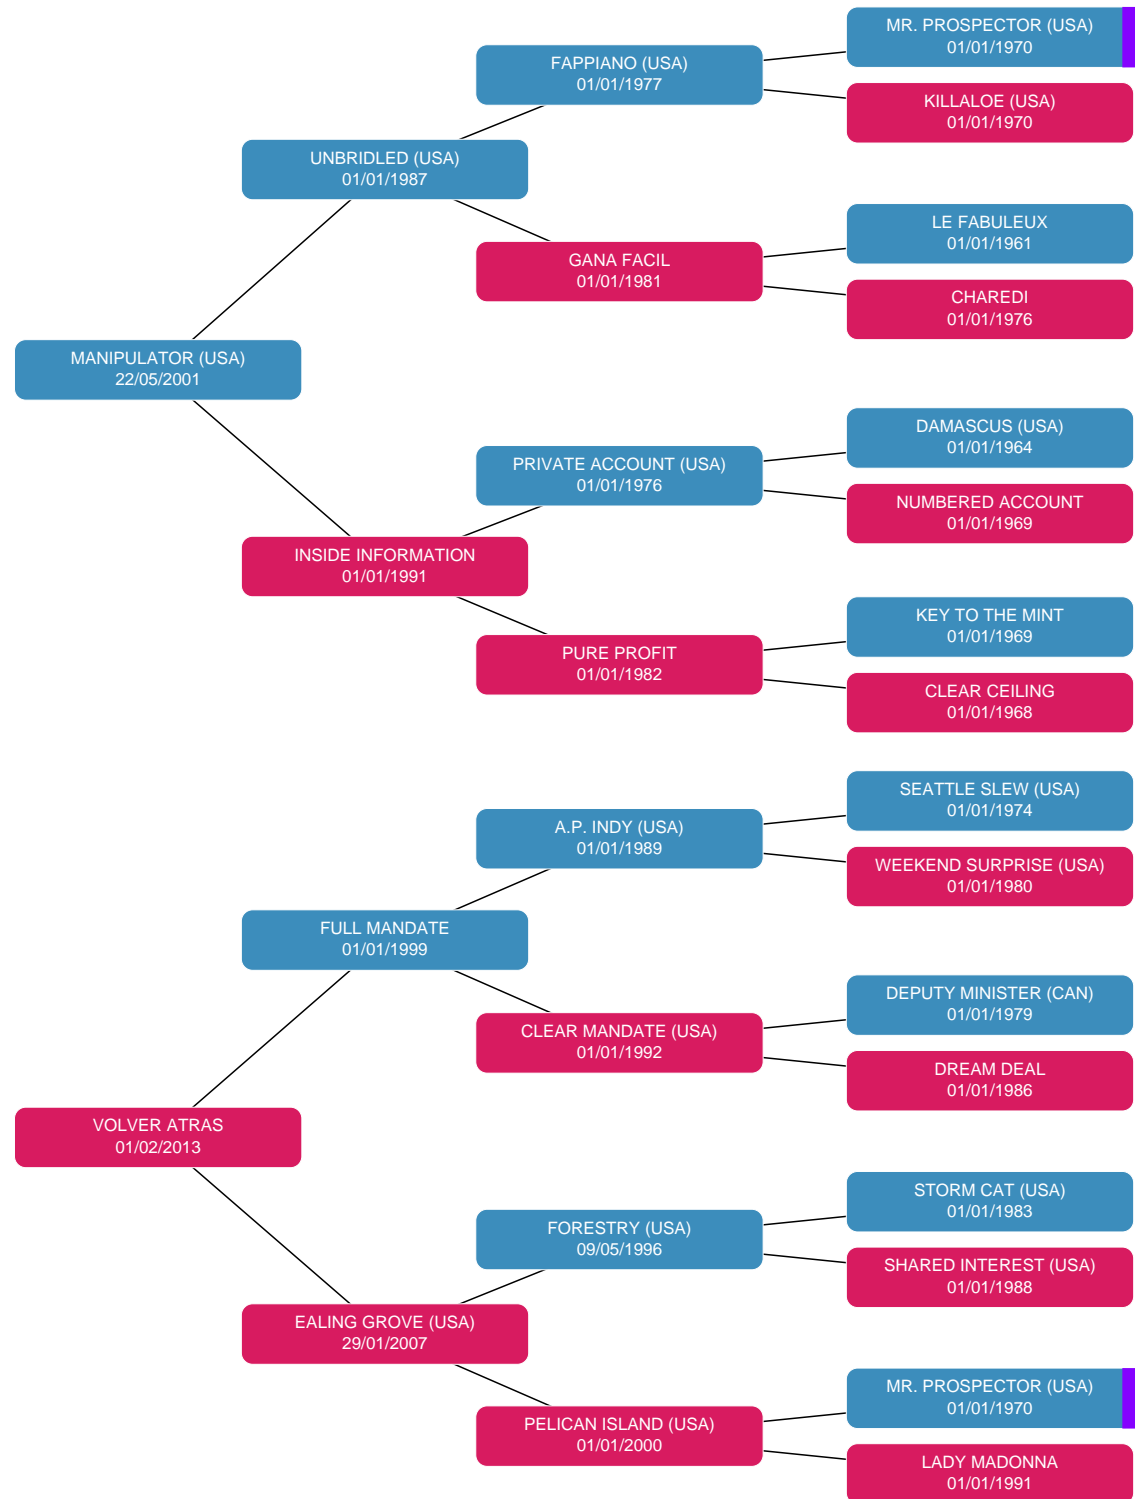 MR. PROSPECTOR (USA)
01/01/1970
FAPPIANO (USA)
01/01/1977
KILLALOE (USA)
01/01/1970
UNBRIDLED (USA)
01/01/1987
LE FABULEUX
01/01/1961
GANA FACIL
01/01/1981
CHAREDI
01/01/1976
MANIPULATOR (USA)
22/05/2001
DAMASCUS (USA)
01/01/1964
PRIVATE ACCOUNT (USA)
01/01/1976
NUMBERED ACCOUNT
01/01/1969
INSIDE INFORMATION
01/01/1991
KEY TO THE MINT
01/01/1969
PURE PROFIT
01/01/1982
CLEAR CEILING
01/01/1968
SEATTLE SLEW (USA)
01/01/1974
A.P. INDY (USA)
01/01/1989
WEEKEND SURPRISE (USA)
01/01/1980
FULL MANDATE
01/01/1999
DEPUTY MINISTER (CAN)
01/01/1979
CLEAR MANDATE (USA)
01/01/1992
DREAM DEAL
01/01/1986
VOLVER ATRAS
01/02/2013
STORM CAT (USA)
01/01/1983
FORESTRY (USA)
09/05/1996
SHARED INTEREST (USA)
01/01/1988
EALING GROVE (USA)
29/01/2007
MR. PROSPECTOR (USA)
01/01/1970
PELICAN ISLAND (USA)
01/01/2000
LADY MADONNA
01/01/1991